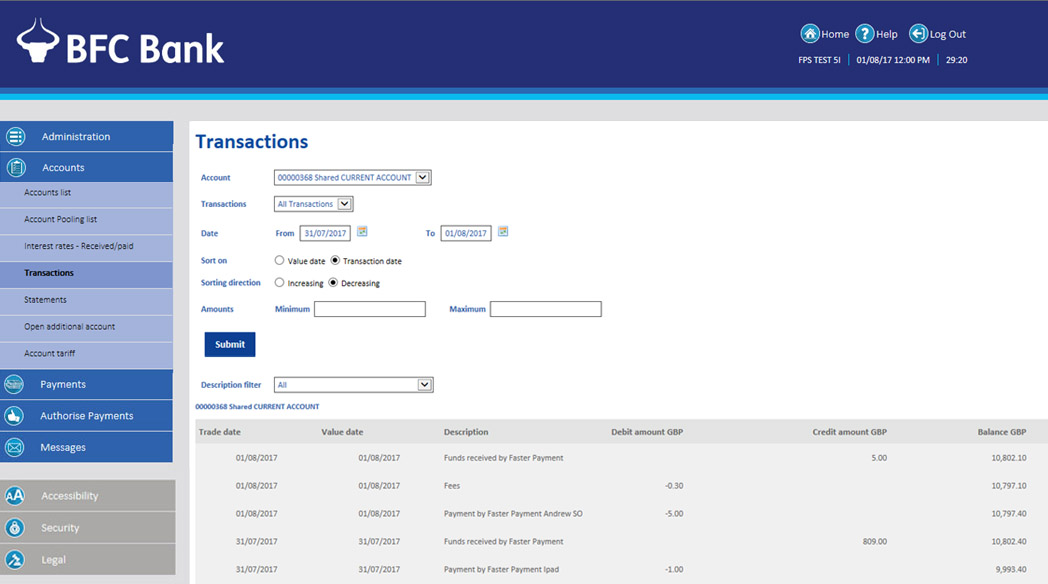 BFC Bank
Home Help Log Out
FPS TEST 5I 01/08/17 12:00 PM 29:20
Administration
Accounts
Accounts list
Account Pooling list
Interest rates - Received/paid
Transactions
Statements
Open additional account
Account tariff
Payments
Authorise Payments
Messages
AA Accessibility
Security
Legal
Transactions
Account 00000368 Shared CURRENT ACCOUNT
Transactions All Transactions
Date From 31/07/2017 To 01/08/2017
Sort on Value date Transaction date
Sorting direction Increasing Decreasing
Amounts Minimum Maximum
Submit
Description filter All
00000368 Shared CURRENT ACCOUNT
Trade date Value date Description Debit amount GBP Credit amount GBP Balance GBP
01/08/2017 01/08/2017 Funds received by Faster Payment 5.00 10,802.10
01/08/2017 01/08/2017 Fees -0.30 10,797.10
01/08/2017 01/08/2017 Payment by Faster Payment Andrew SO -5.00 10,797.40
31/07/2017 31/07/2017 Funds received by Faster Payment 809.00 10,802.40
31/07/2017 31/07/2017 Payment by Faster Payment Ipad -1.00 9,993.40